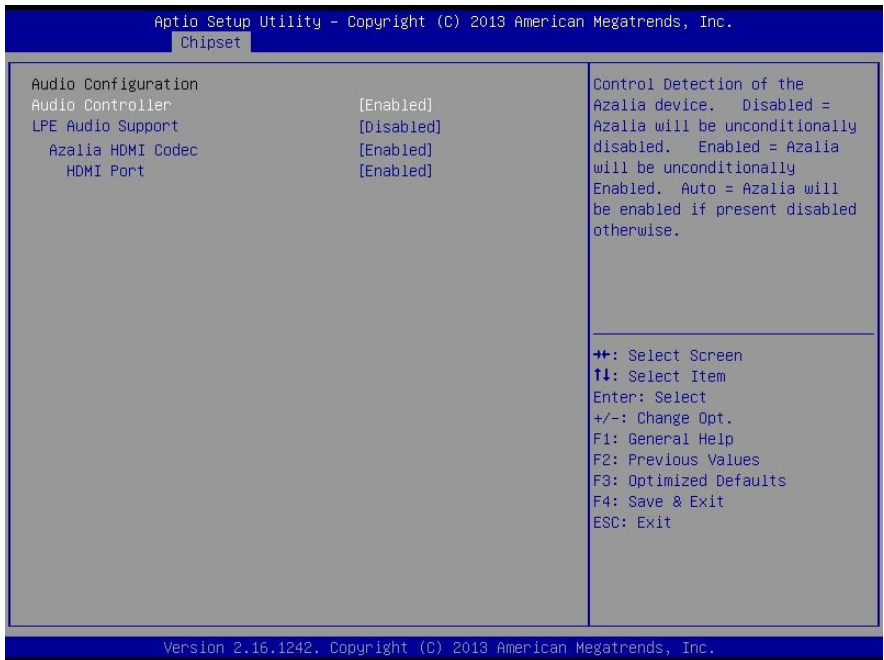 Aptio Setup Utility – Copyright (C) 2013 American Megatrends, Inc.
Chipset
Audio Configuration
Audio Controller [Enabled]
LPE Audio Support [Disabled]
Azalia HDMI Codec [Enabled]
HDMI Port [Enabled]
Control Detection of the
Azalia device. Disabled =
Azalia will be unconditionally
disabled. Enabled = Azalia
will be unconditionally
Enabled. Auto = Azalia will
be enabled if present disabled
otherwise.
→←: Select Screen
↑↓: Select Item
Enter: Select
+/-: Change Opt.
F1: General Help
F2: Previous Values
F3: Optimized Defaults
F4: Save & Exit
ESC: Exit
Version 2.16.1242. Copyright (C) 2013 American Megatrends, Inc.